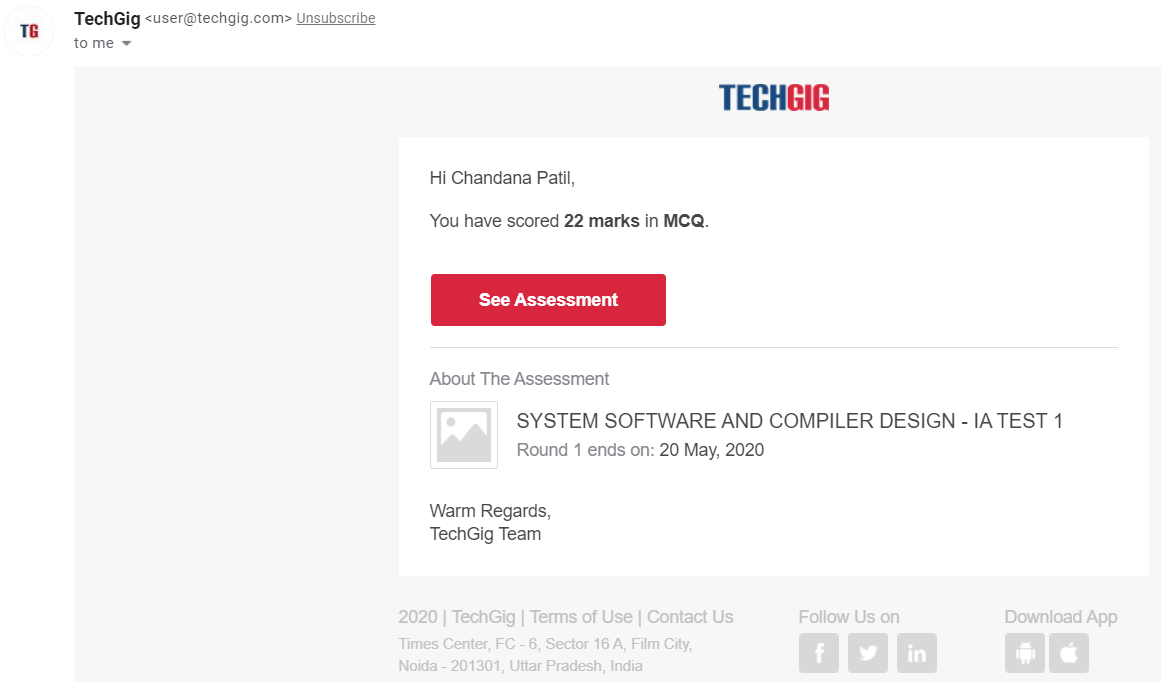 TG
TechGig <user@techgig.com> Unsubscribe
to me
TECHGIG
Hi Chandana Patil,
You have scored 22 marks in MCQ.
See Assessment
About The Assessment
SYSTEM SOFTWARE AND COMPILER DESIGN - IA TEST 1
Round 1 ends on: 20 May, 2020
Warm Regards,
TechGig Team
2020 | TechGig | Terms of Use | Contact Us
Times Center, FC - 6, Sector 16 A, Film City,
Noida - 201301, Uttar Pradesh, India
Follow Us on
f
in
Download App